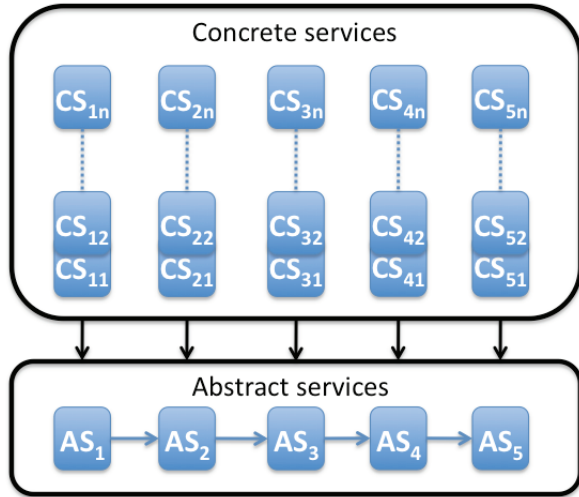 Concrete services
CS1n CS2n CS3n CS4n CS5n
CS12 CS22 CS32 CS42 CS52
CS11 CS21 CS31 CS41 CS51
Abstract services
AS1 AS2 AS3 AS4 AS5